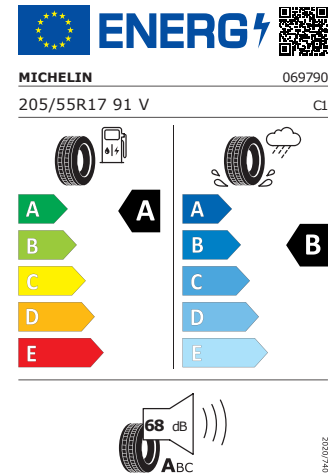 ENERG
MICHELIN 069790
205/55R17 91 V C1
A A A
B B B
C C
D D
E E
68 dB
ABC
2020/740